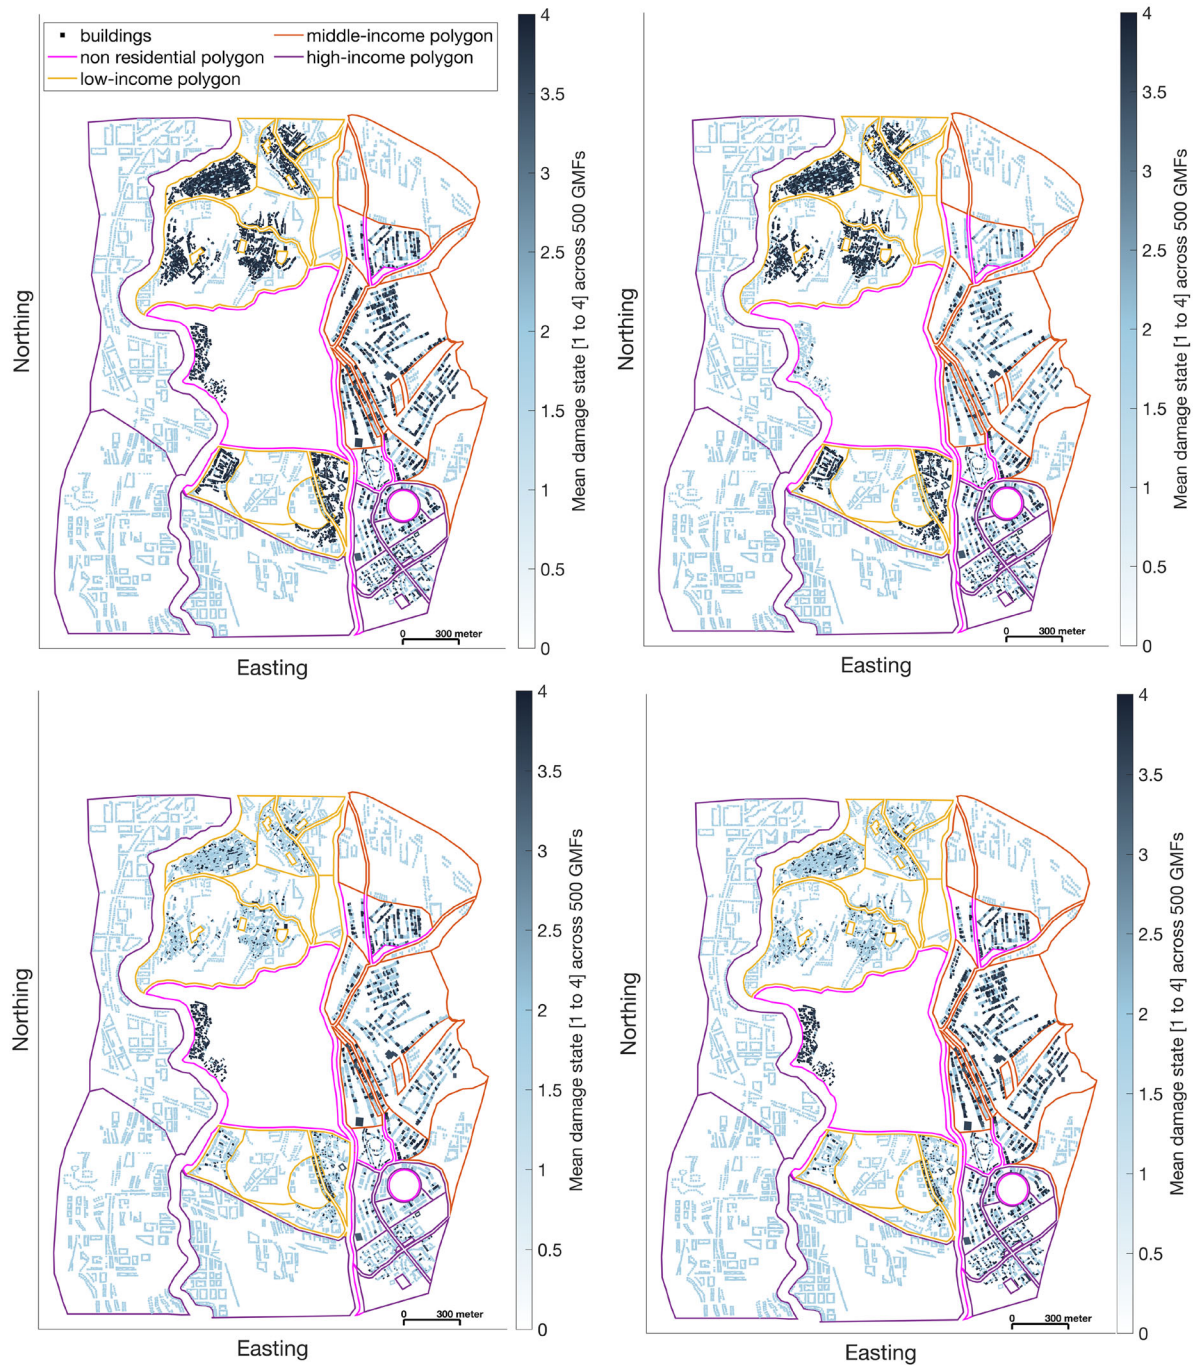 buildings
non residential polygon
low-income polygon
middle-income polygon
high-income polygon
4
3.5
3
2.5
2
1.5
1
0.5
0
Mean damage state [1 to 4] across 500 GMFs
Northing
Easting
0 300 meter
4
3.5
3
2.5
2
1.5
1
0.5
0
Mean damage state [1 to 4] across 500 GMFs
Northing
Easting
0 300 meter
4
3.5
3
2.5
2
1.5
1
0.5
0
Mean damage state [1 to 4] across 500 GMFs
Northing
Easting
0 300 meter
4
3.5
3
2.5
2
1.5
1
0.5
0
Mean damage state [1 to 4] across 500 GMFs
Northing
Easting
0 300 meter